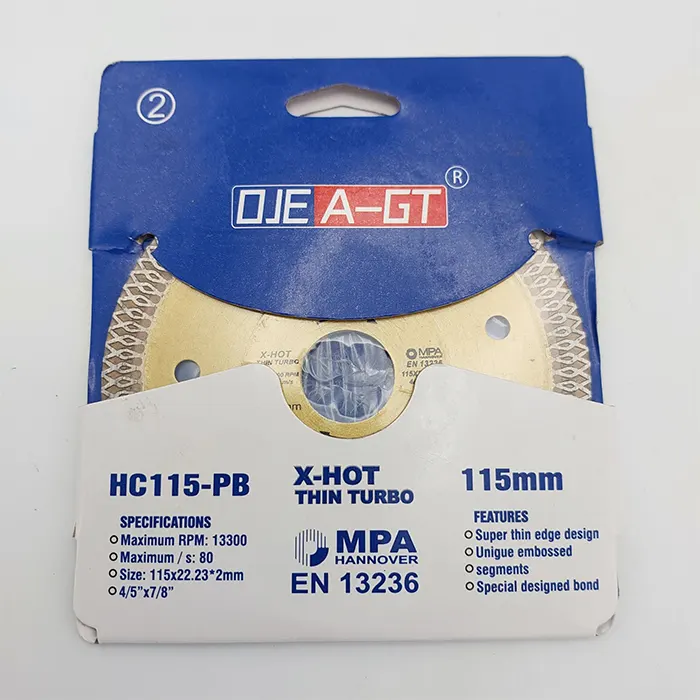 ②
OJE A-GT ®
X-HOT
THIN TURBO
MPA
EN 13236
HC115-PB
X-HOT
THIN TURBO
115mm
SPECIFICATIONS
Maximum RPM: 13300
Maximum / s: 80
Size: 115x22.23*2mm
4/5"x7/8"
MPA
HANNOVER
EN 13236
FEATURES
Super thin edge design
Unigue embossed
segments
Special designed bond